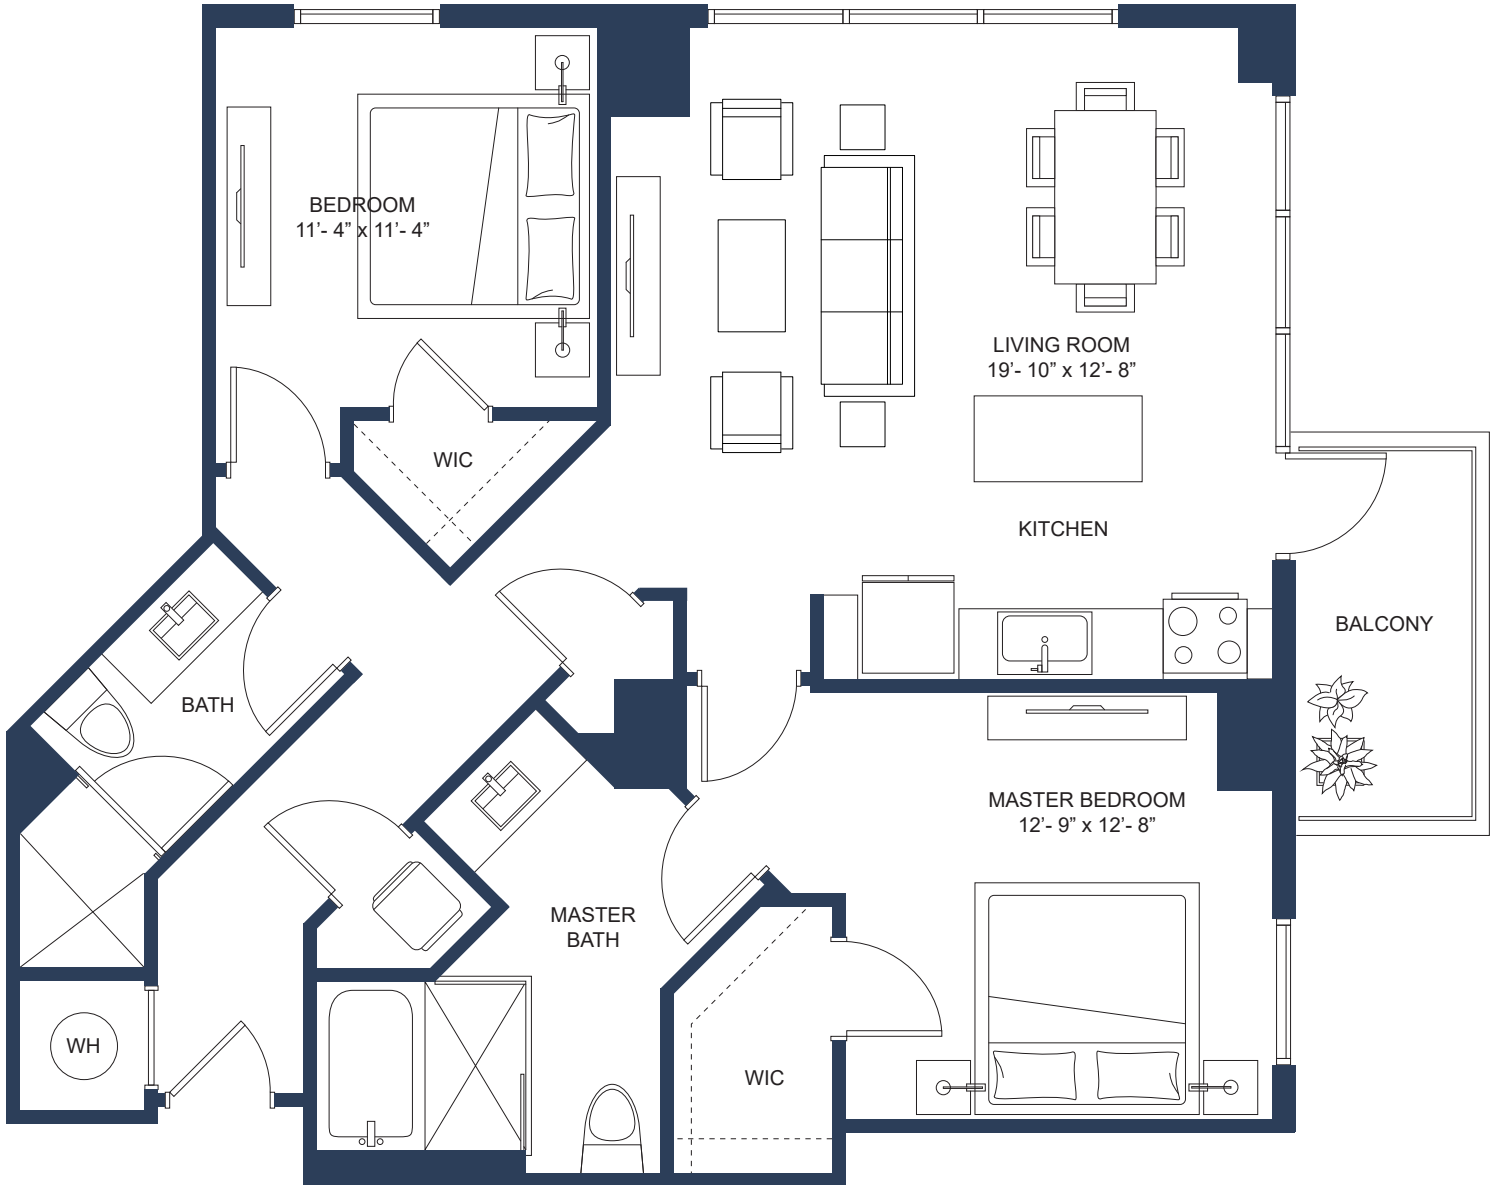 BEDROOM
11’- 4” x 11’- 4”
WIC
LIVING ROOM
19’- 10” x 12’- 8”
KITCHEN
BALCONY
BATH
MASTER BEDROOM
12’- 9” x 12’- 8”
MASTER
BATH
WH
WIC